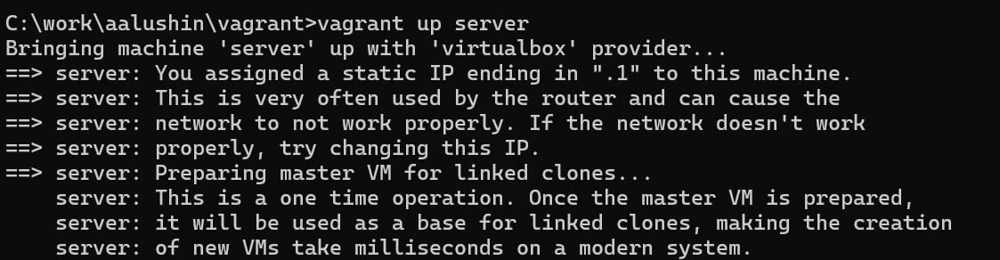 C:\work\aalushin\vagrant>vagrant up server
Bringing machine 'server' up with 'virtualbox' provider...
==> server: You assigned a static IP ending in ".1" to this machine.
==> server: This is very often used by the router and can cause the
==> server: network to not work properly. If the network doesn't work
==> server: properly, try changing this IP.
==> server: Preparing master VM for linked clones...
    server: This is a one time operation. Once the master VM is prepared,
    server: it will be used as a base for linked clones, making the creation
    server: of new VMs take milliseconds on a modern system.